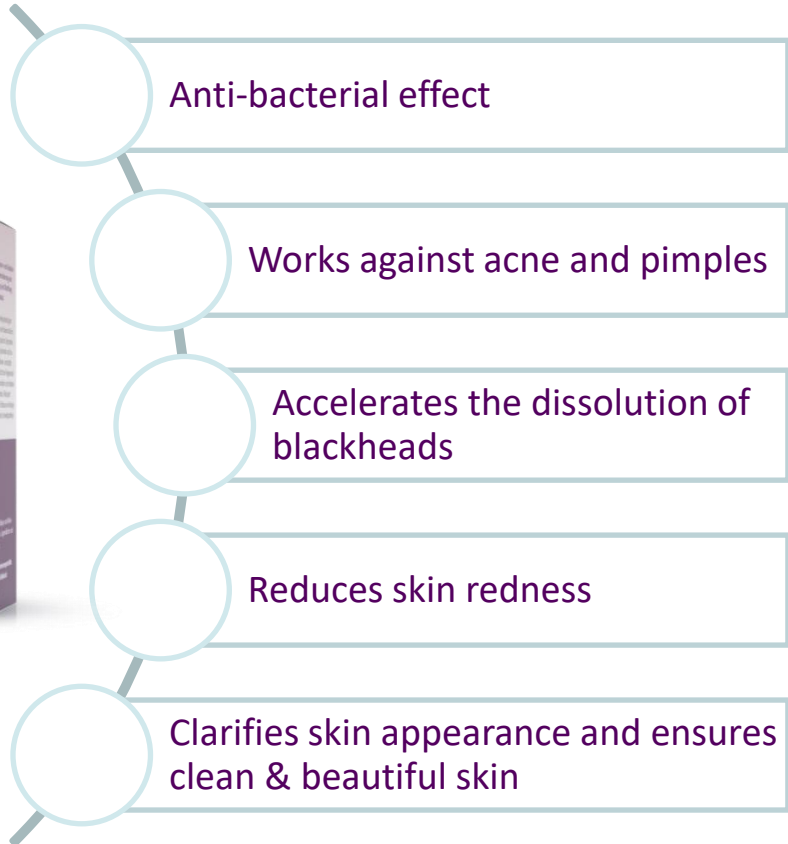 Anti-bacterial effect
Works against acne and pimples
Accelerates the dissolution of
blackheads
Reduces skin redness
Clarifies skin appearance and ensures
clean & beautiful skin